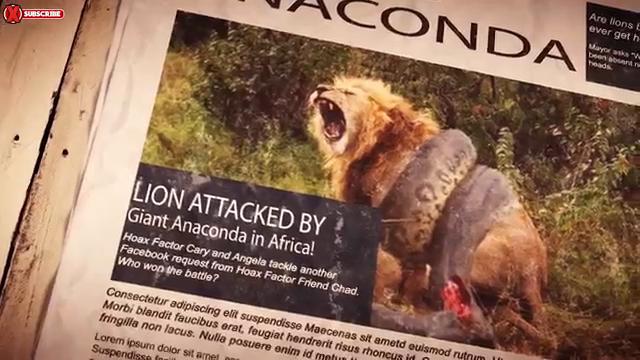 SUBSCRIBE
NACONDA
Are lions
ever get
Mayor asks
been absent
heads.
LION ATTACKED BY
Giant Anaconda in Africa!
Hoax Factor Cary and Angela tackle another
Facebook request from Hoax Factor Friend Chad.
Who won the battle?
Consectetur adipiscing elit suspendisse Maecenas sit ametd euismod rutrum.
Morbi blandit faucibus erat, feugiat hendrerit risus rhoncus id.
fringilla non lacus. Nulla posuere enim id metus
Lorem ipsum dolor sit amet,
Suspendisse